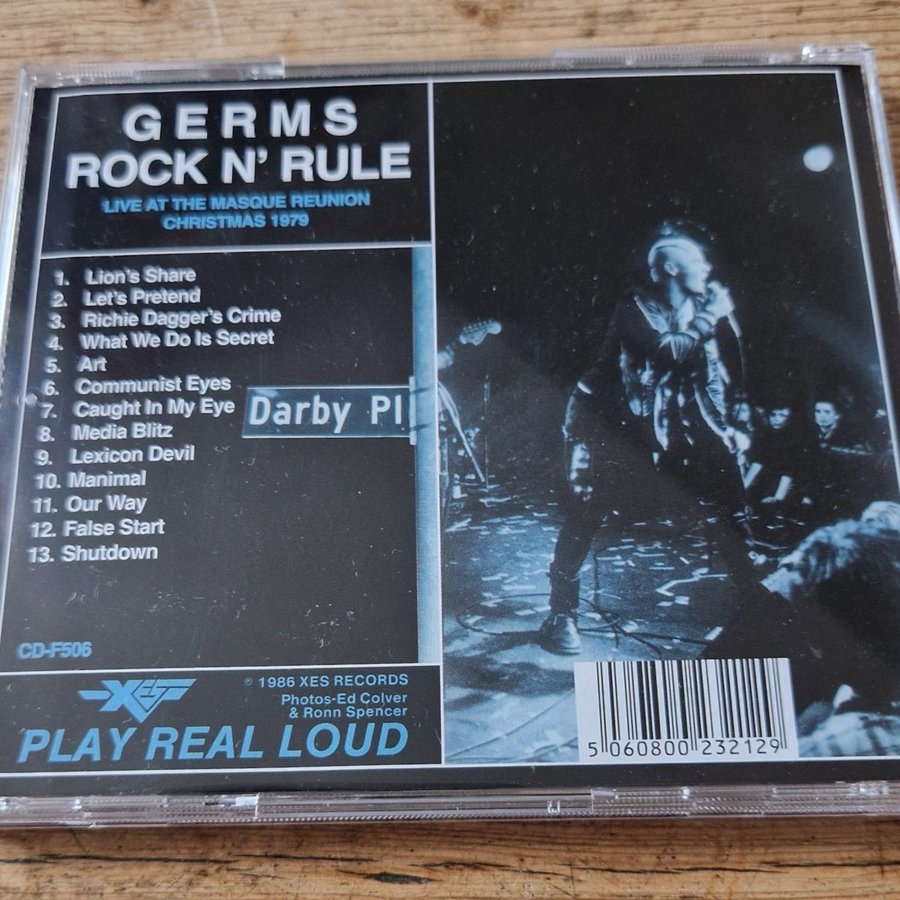 GERMS
ROCK N' RULE
LIVE AT THE MASQUE REUNION
CHRISTMAS 1979
1. Lion's Share
2. Let's Pretend
3. Richie Dagger's Crime
4. What We Do Is Secret
5. Art
6. Communist Eyes
7. Caught In My Eye
8. Media Blitz
9. Lexicon Devil
10. Manimal
11. Our Way
12. False Start
13. Shutdown
Darby Pl
CD-F506
XES
℗ 1986 XES RECORDS
Photos-Ed Colver
& Ronn Spencer
PLAY REAL LOUD
5 060800 232129